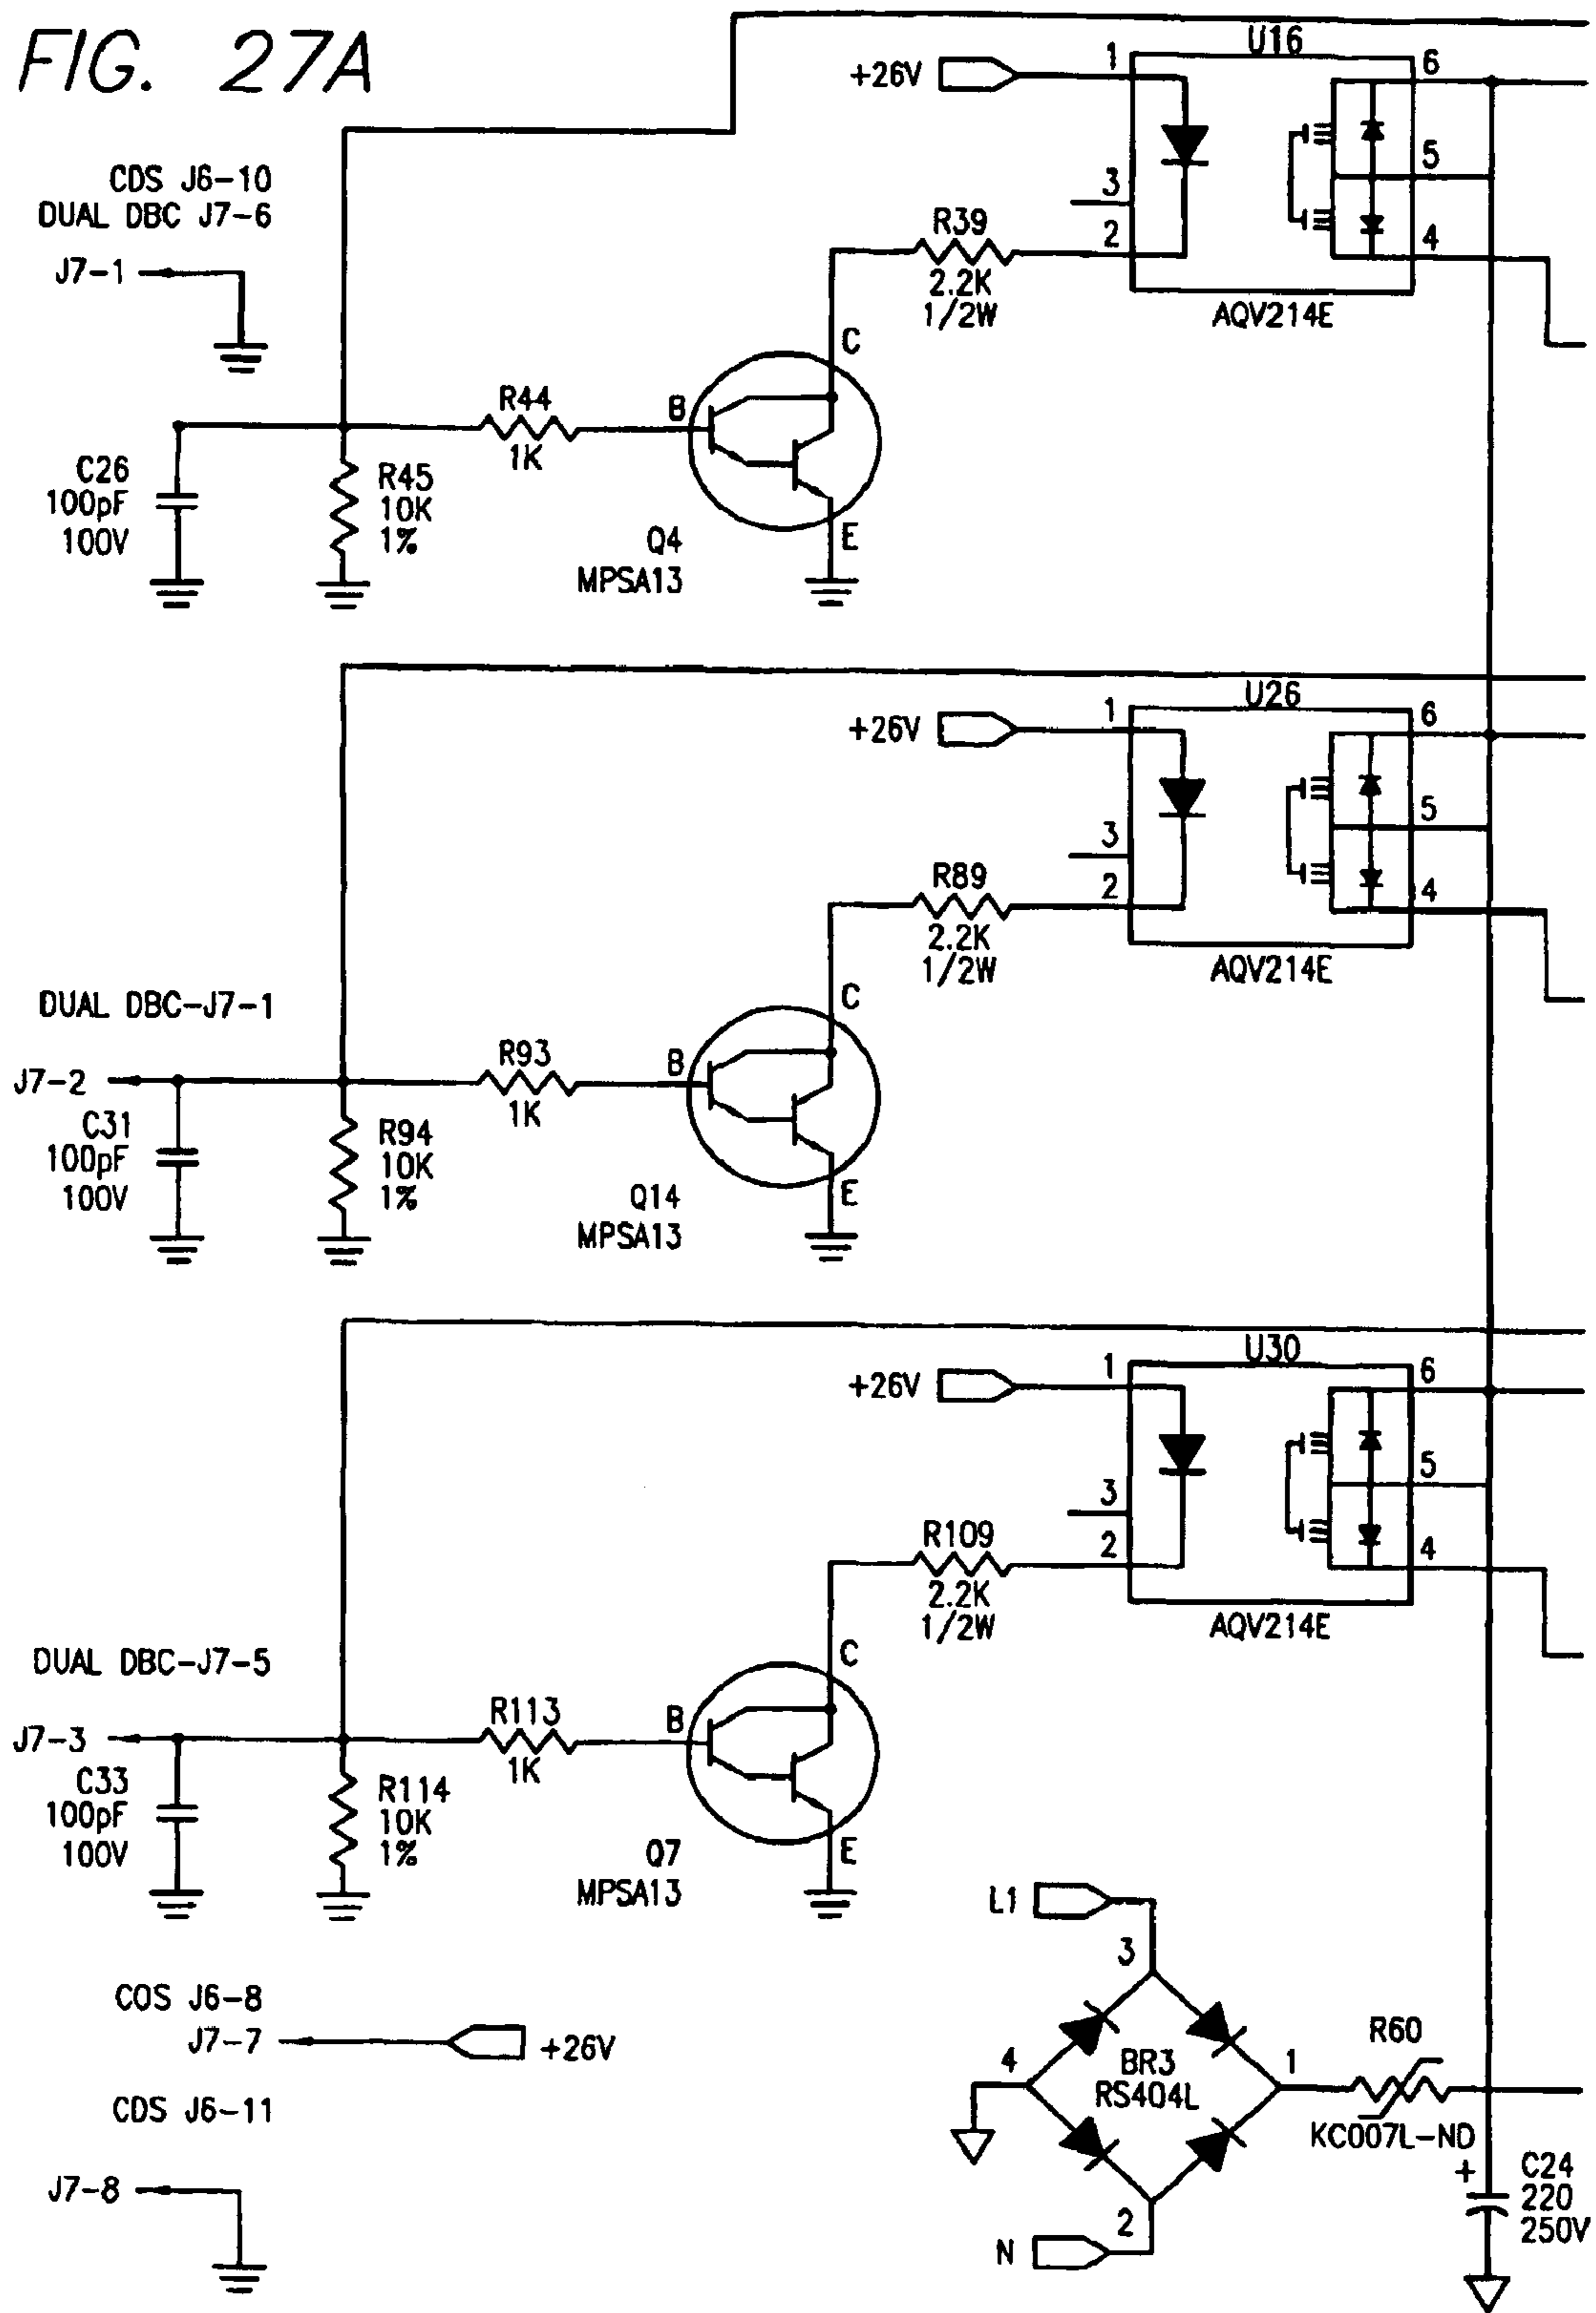 FIG. 27A
U16
+26V
1
6
CDS J6-10
DUAL DBC J7-6
5
3
R39
2
4
J7-1
2.2K
1/2W
AQV214E
C
R44
B
1K
C26
100pF
100V
R45
10K
1%
E
Q4
MPSA13
U26
+26V
1
6
5
3
R89
2
4
2.2K
1/2W
AQV214E
DUAL DBC-J7-1
C
R93
B
J7-2
1K
C31
100pF
100V
R94
10K
1%
E
Q14
MPSA13
U30
+26V
1
6
5
3
R109
2
4
2.2K
1/2W
AQV214E
DUAL DBC-J7-5
C
R113
B
J7-3
1K
C33
100pF
100V
R114
10K
1%
E
Q7
MPSA13
L1
3
COS J6-8
J7-7
+26V
R60
4
BR3
RS404L
1
CDS J6-11
KC007L-ND
J7-8
+
C24
220
250V
2
N